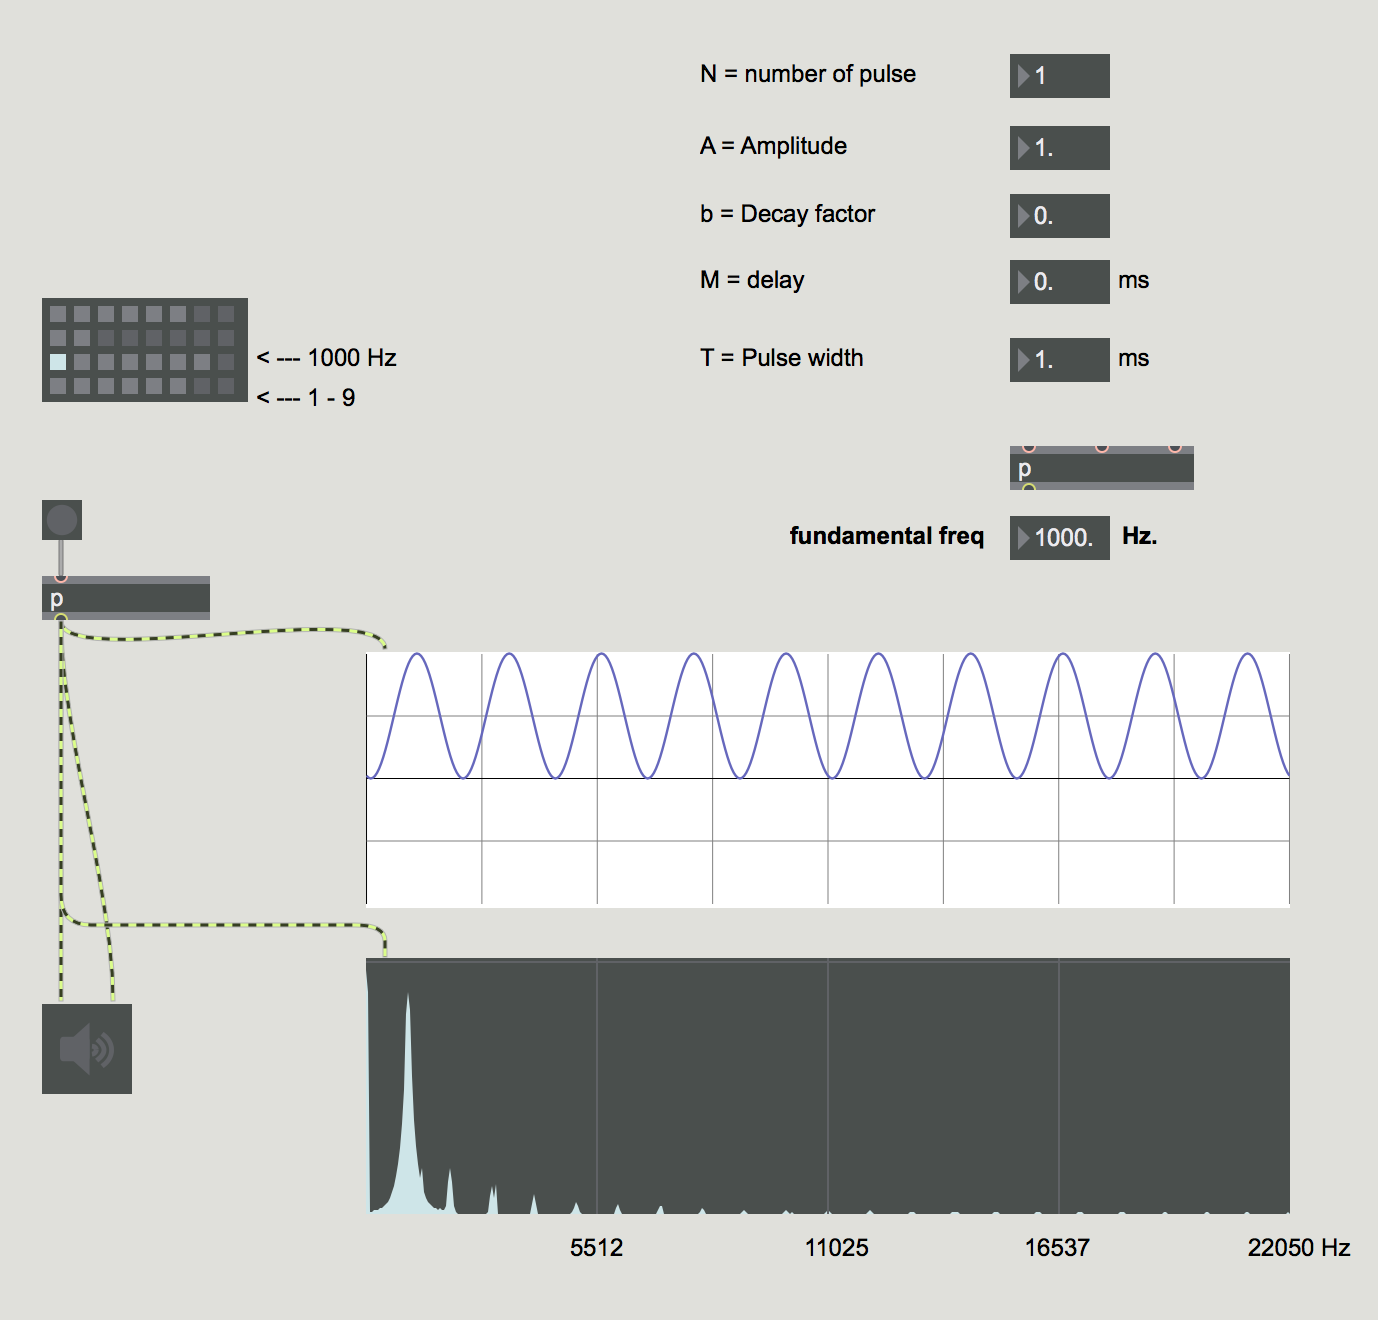 N = number of pulse 1
A = Amplitude 1.
b = Decay factor 0.
M = delay 0. ms
< --- 1000 Hz
T = Pulse width 1. ms
< --- 1 - 9
p
fundamental freq 1000. Hz.
p
5512 11025 16537 22050 Hz